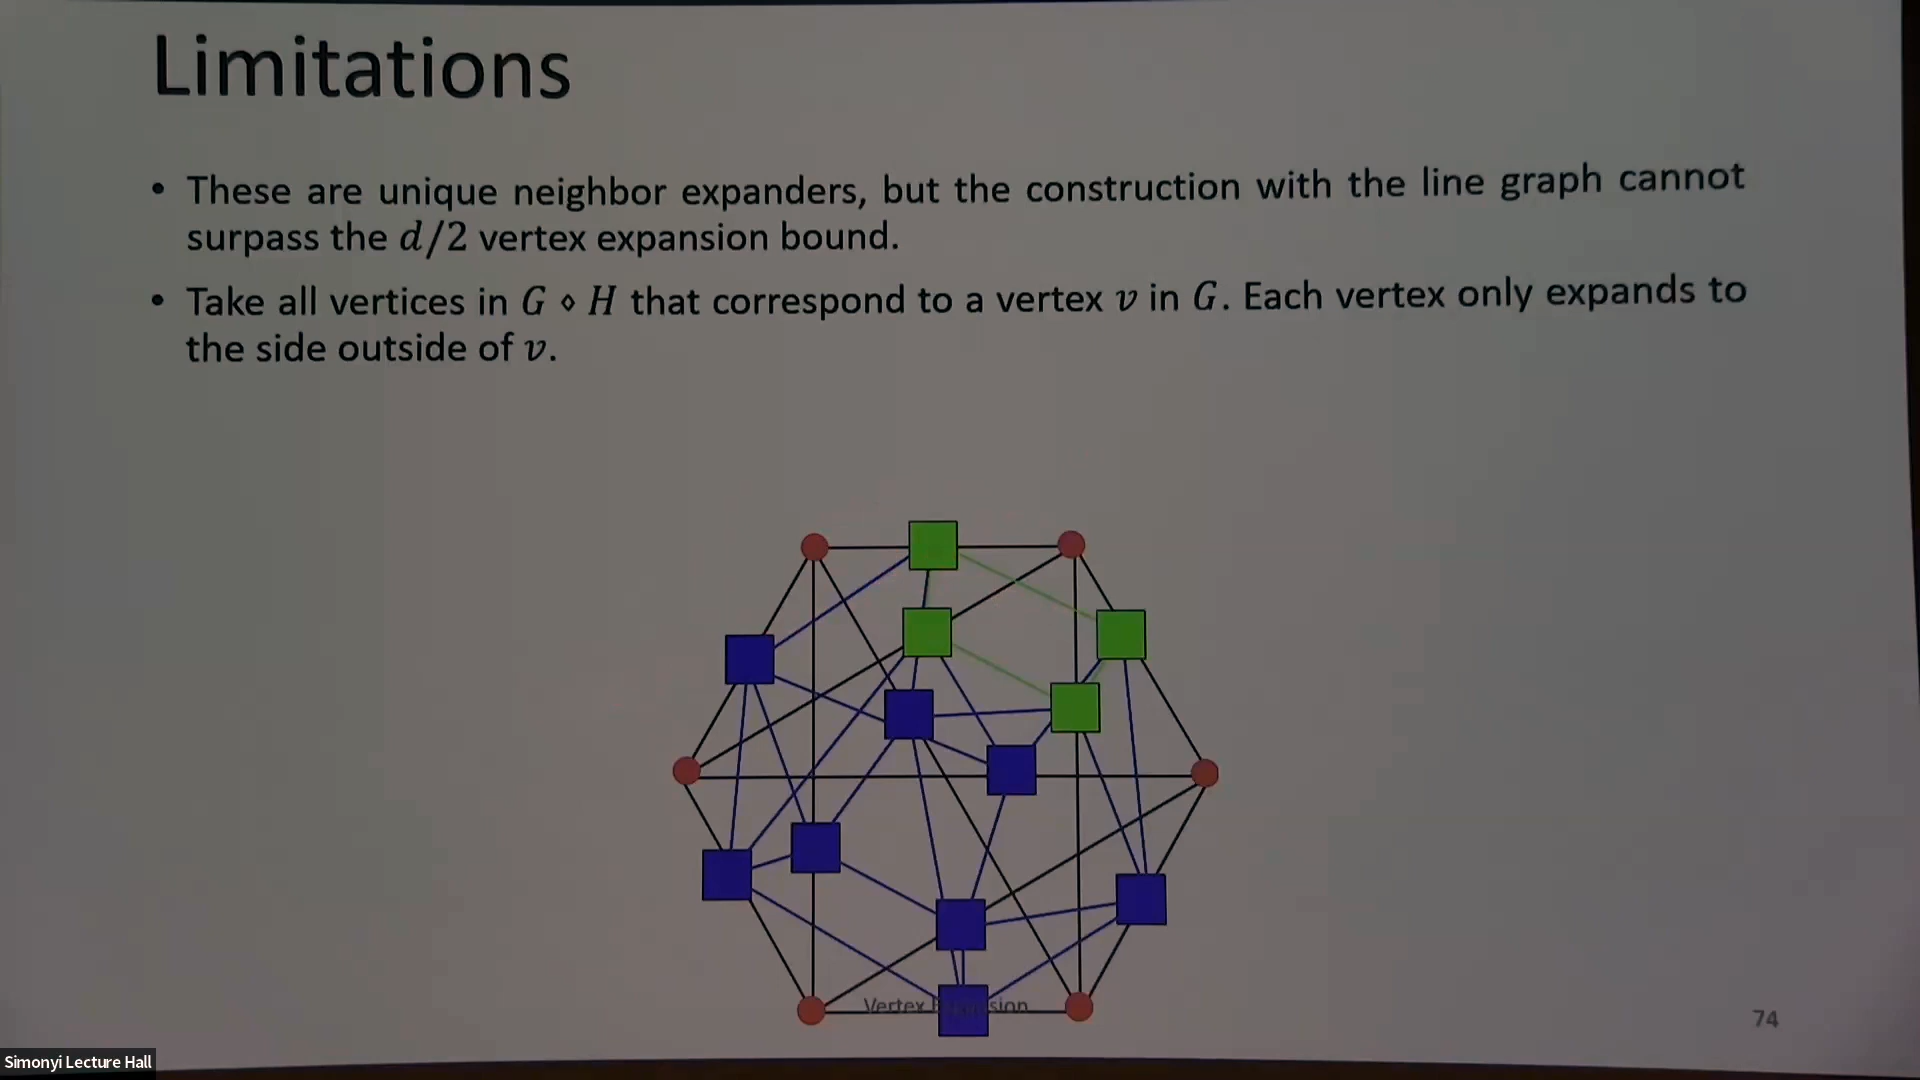 Limitations
• These are unique neighbor expanders, but the construction with the line graph cannot
surpass the d/2 vertex expansion bound.
• Take all vertices in G ⋄ H that correspond to a vertex v in G. Each vertex only expands to
the side outside of v.
Vertex
74
Simonyi Lecture Hall